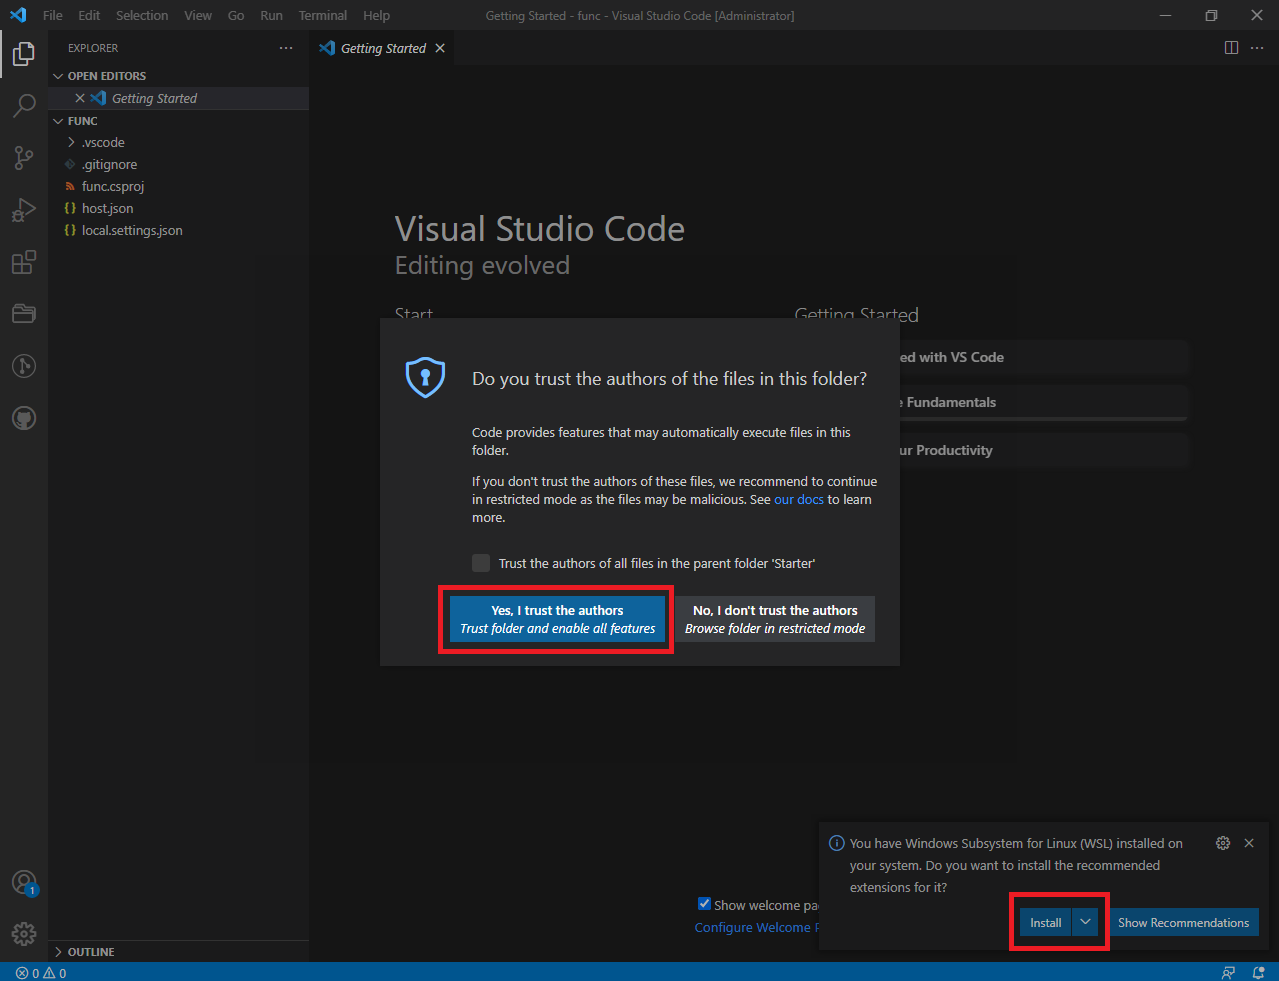 File Edit Selection View Go Run Terminal Help
Getting Started - func - Visual Studio Code [Administrator]
EXPLORER
Getting Started
OPEN EDITORS
Getting Started
FUNC
.vscode
.gitignore
func.csproj
host.json
local.settings.json
Visual Studio Code
Editing evolved
Start
Getting Started
ed with VS Code
Fundamentals
ur Productivity
Do you trust the authors of the files in this folder?
Code provides features that may automatically execute files in this
folder.
If you don't trust the authors of these files, we recommend to continue
in restricted mode as the files may be malicious. See our docs to learn
more.
Trust the authors of all files in the parent folder 'Starter'
Yes, I trust the authors
Trust folder and enable all features
No, I don't trust the authors
Browse folder in restricted mode
You have Windows Subsystem for Linux (WSL) installed on
your system. Do you want to install the recommended
extensions for it?
Install
Show Recommendations
Show welcome pa
Configure Welcome P
1
OUTLINE
0 0